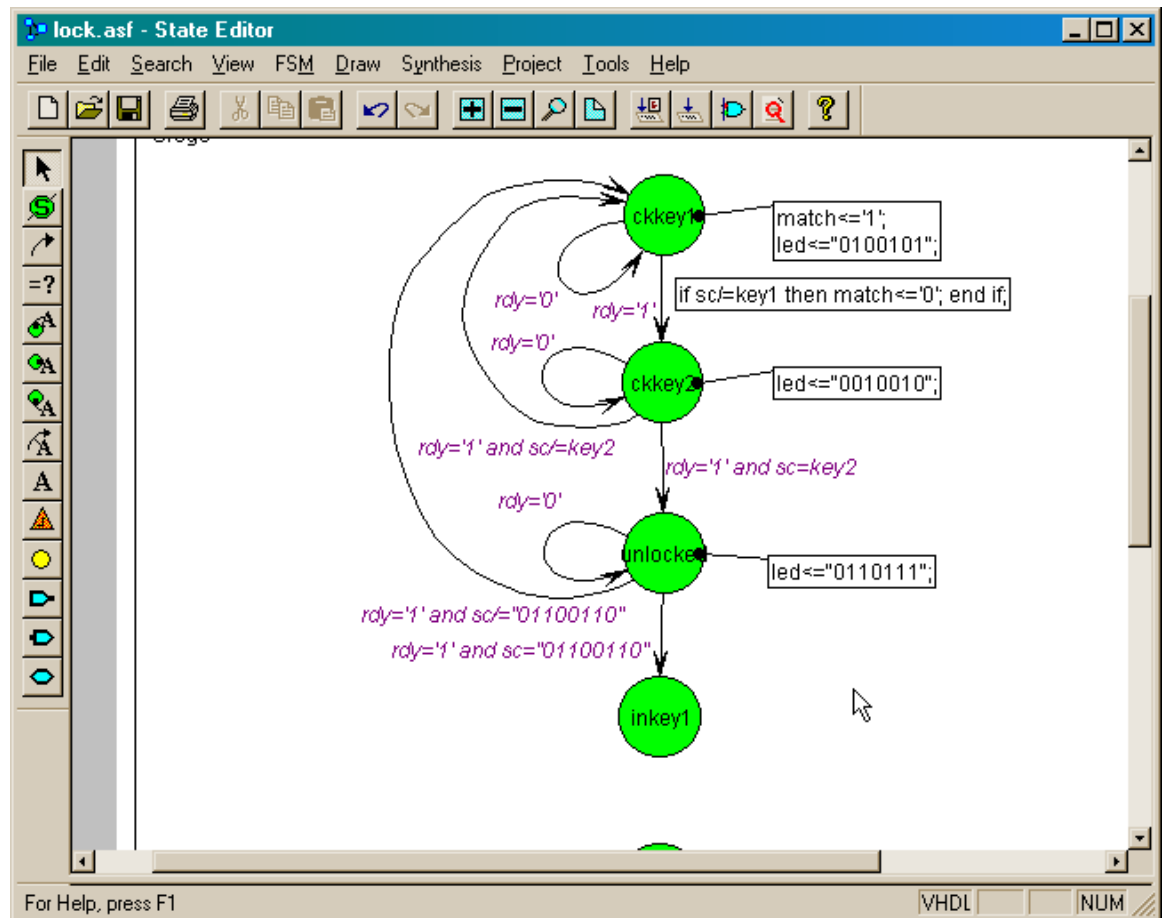 lock.asf - State Editor
File Edit Search View FSM Draw Synthesis Project Tools Help
ckkey1
match<='1';
led<="0100101";
rdy='0'
rdy='1'
if sc/=key1 then match<='0'; end if;
rdy='0'
ckkey2
led<="0010010";
rdy='1' and sc/=key2
rdy='1' and sc=key2
rdy='0'
unlocked
led<="0110111";
rdy='1' and sc/="01100110"
rdy='1' and sc="01100110"
inkey1
For Help, press F1
VHDL
NUM